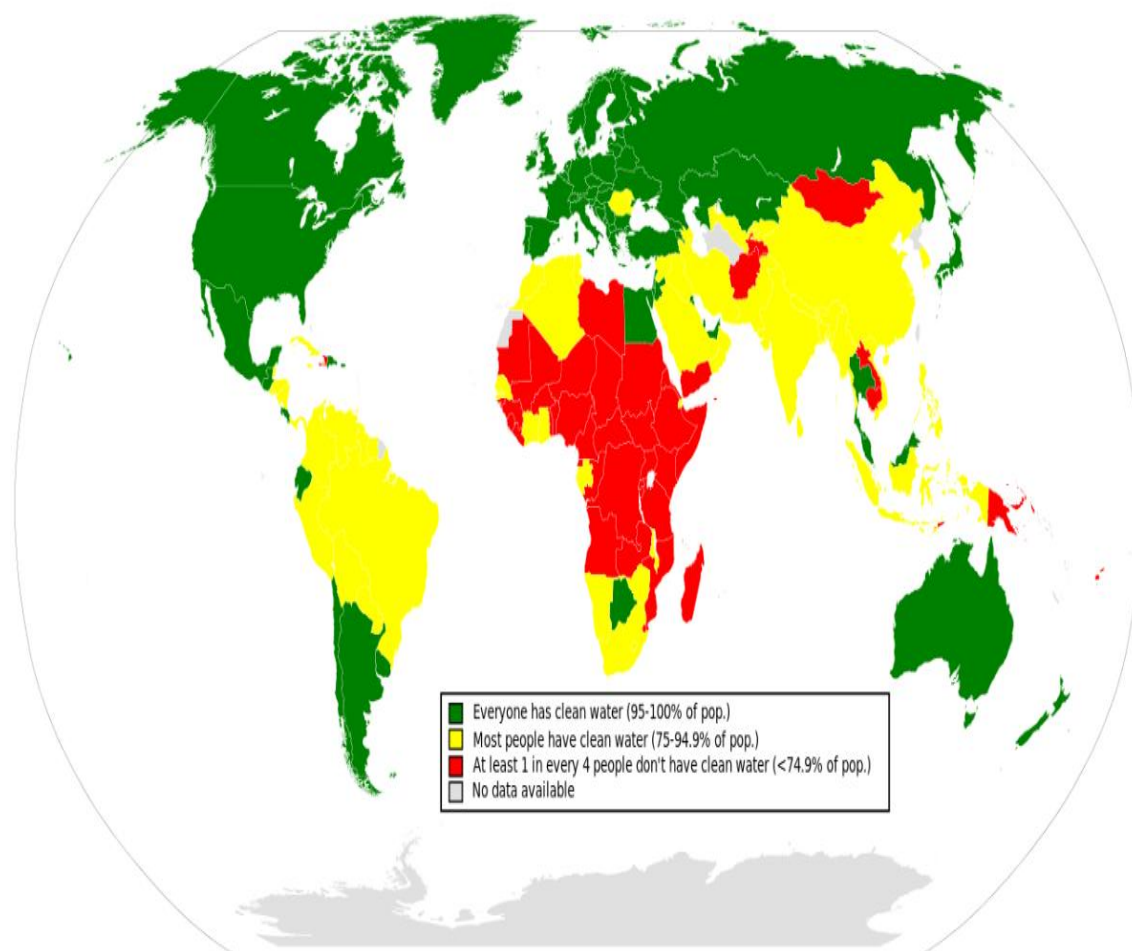 Everyone has clean water (95-100% of pop.)
Most people have clean water (75-94.9% of pop.)
At least 1 in every 4 people don't have clean water (<74.9% of pop.)
No data available